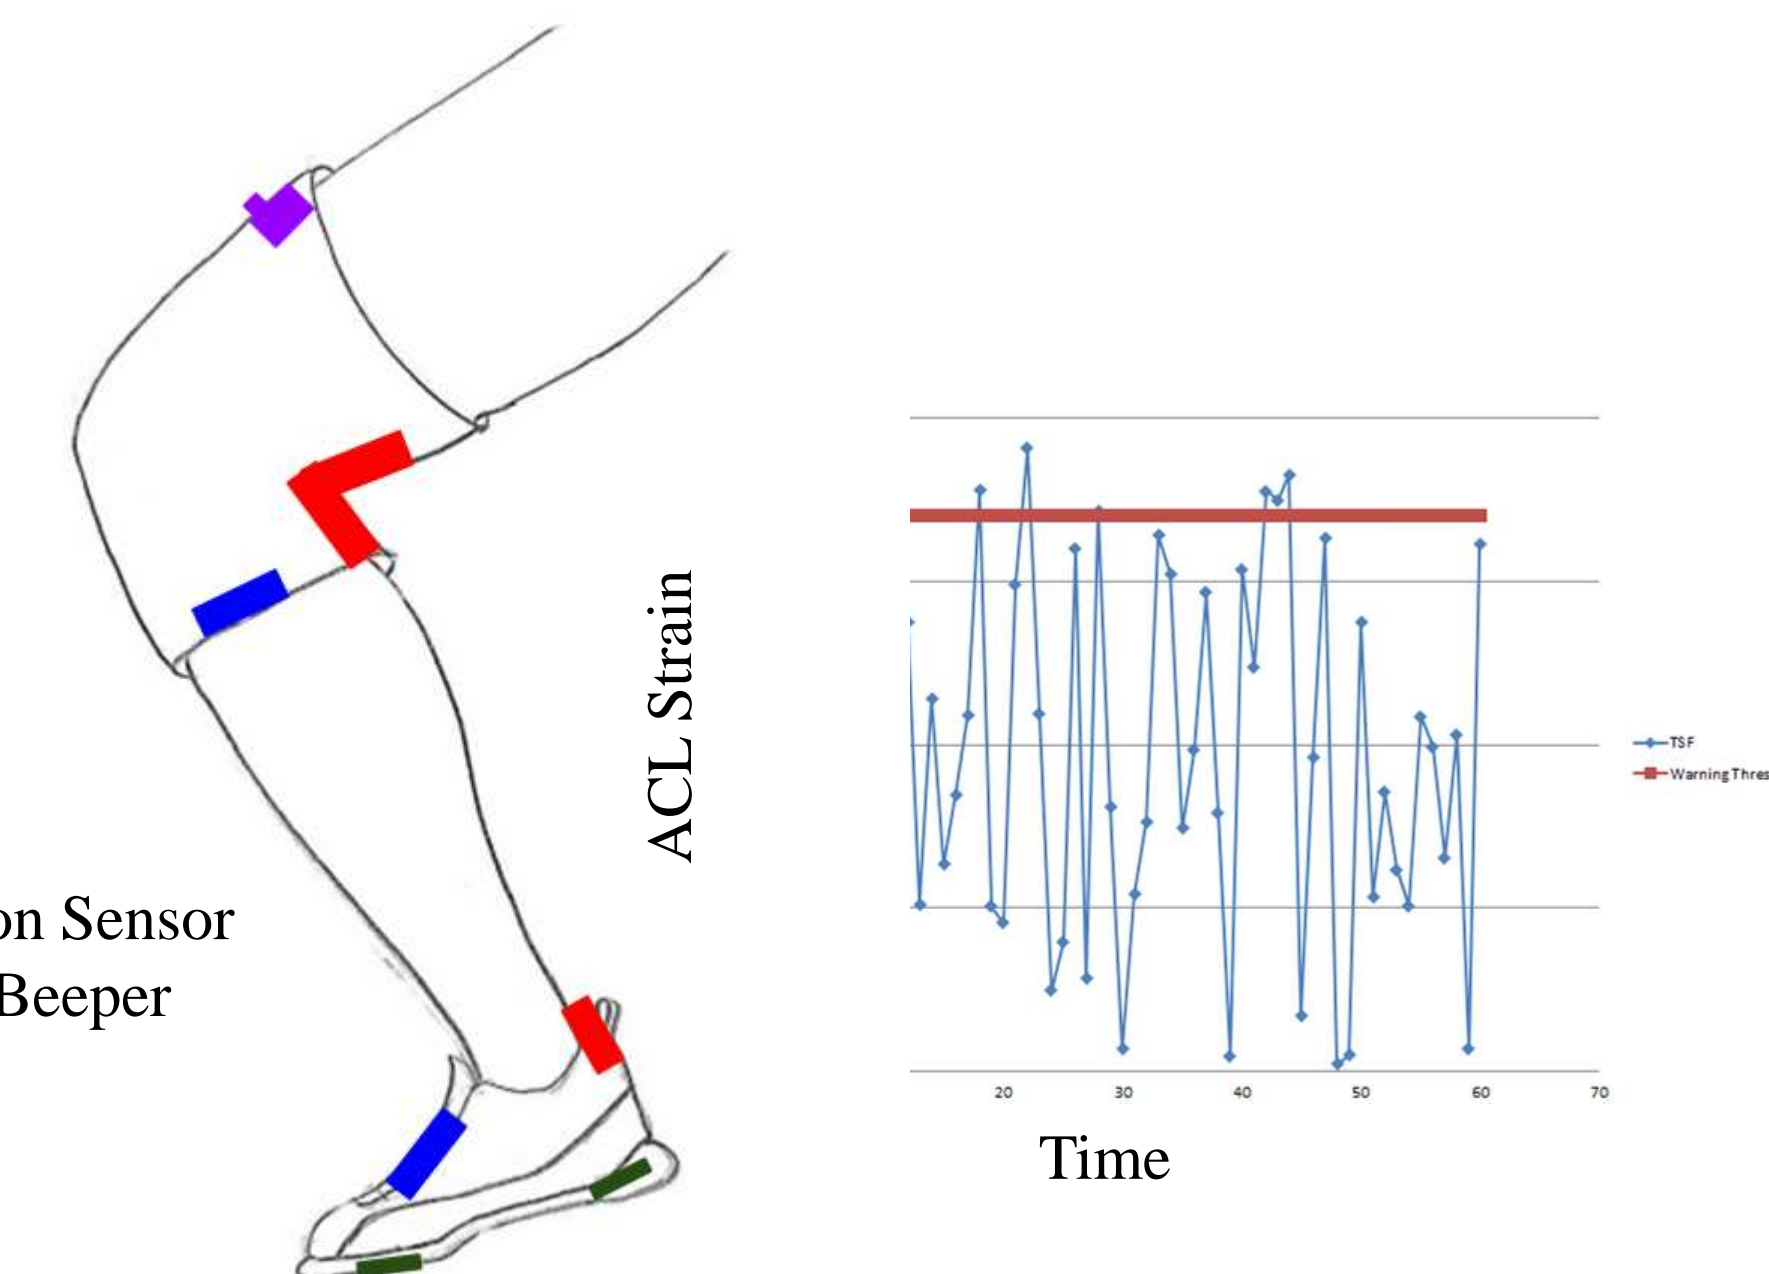 on Sensor
Beeper
ACL Strain
20 30 40 50 60 70
Time
TSF
Warning Thres